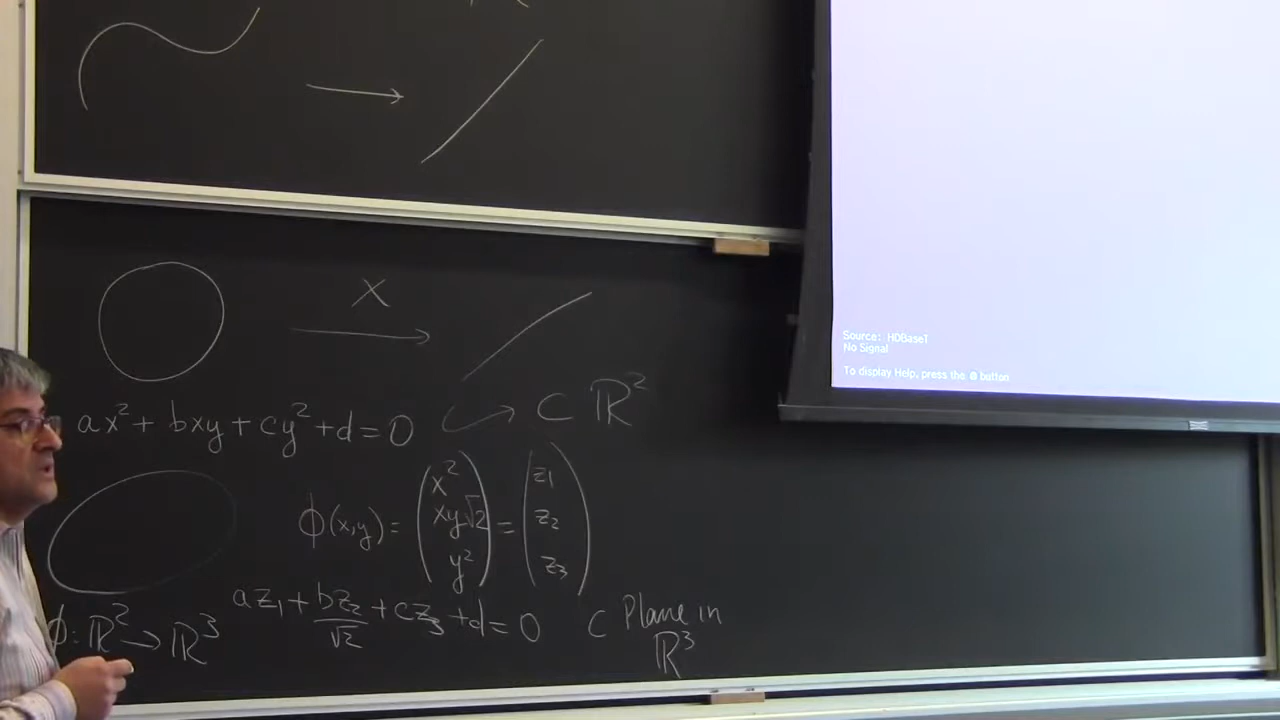 X
ax² + bxy + cy² + d = 0 ⊂ ℝ²
ϕ(x,y) = (x² xy√2 y²) = (z₁ z₂ z₃)
az₁ + bz₂/√2 + cz₃ + d = 0 ⊂ Plane in ℝ³
ϕ: ℝ² → ℝ³
Source: HDBaseT
No Signal
To display Help, press the button